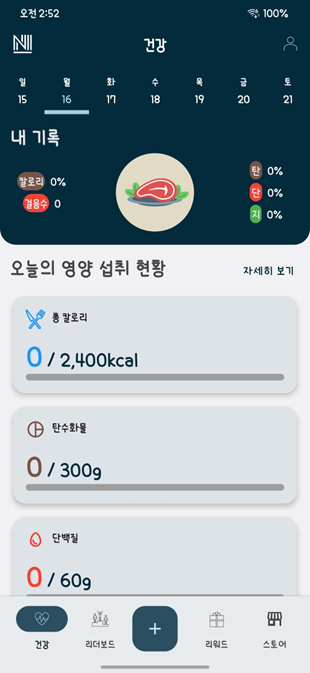 오전 2:52 100%
건강
일 월 화 수 목 금 토
15 16 17 18 19 20 21
내 기록
칼로리 0% 탄 0%
걸음수 0 단 0%
지 0%
오늘의 영양 섭취 현황 자세히 보기
총 칼로리
0 / 2,400kcal
탄수화물
0 / 300g
단백질
0 / 60g
건강 리더보드 + 리워드 스토어